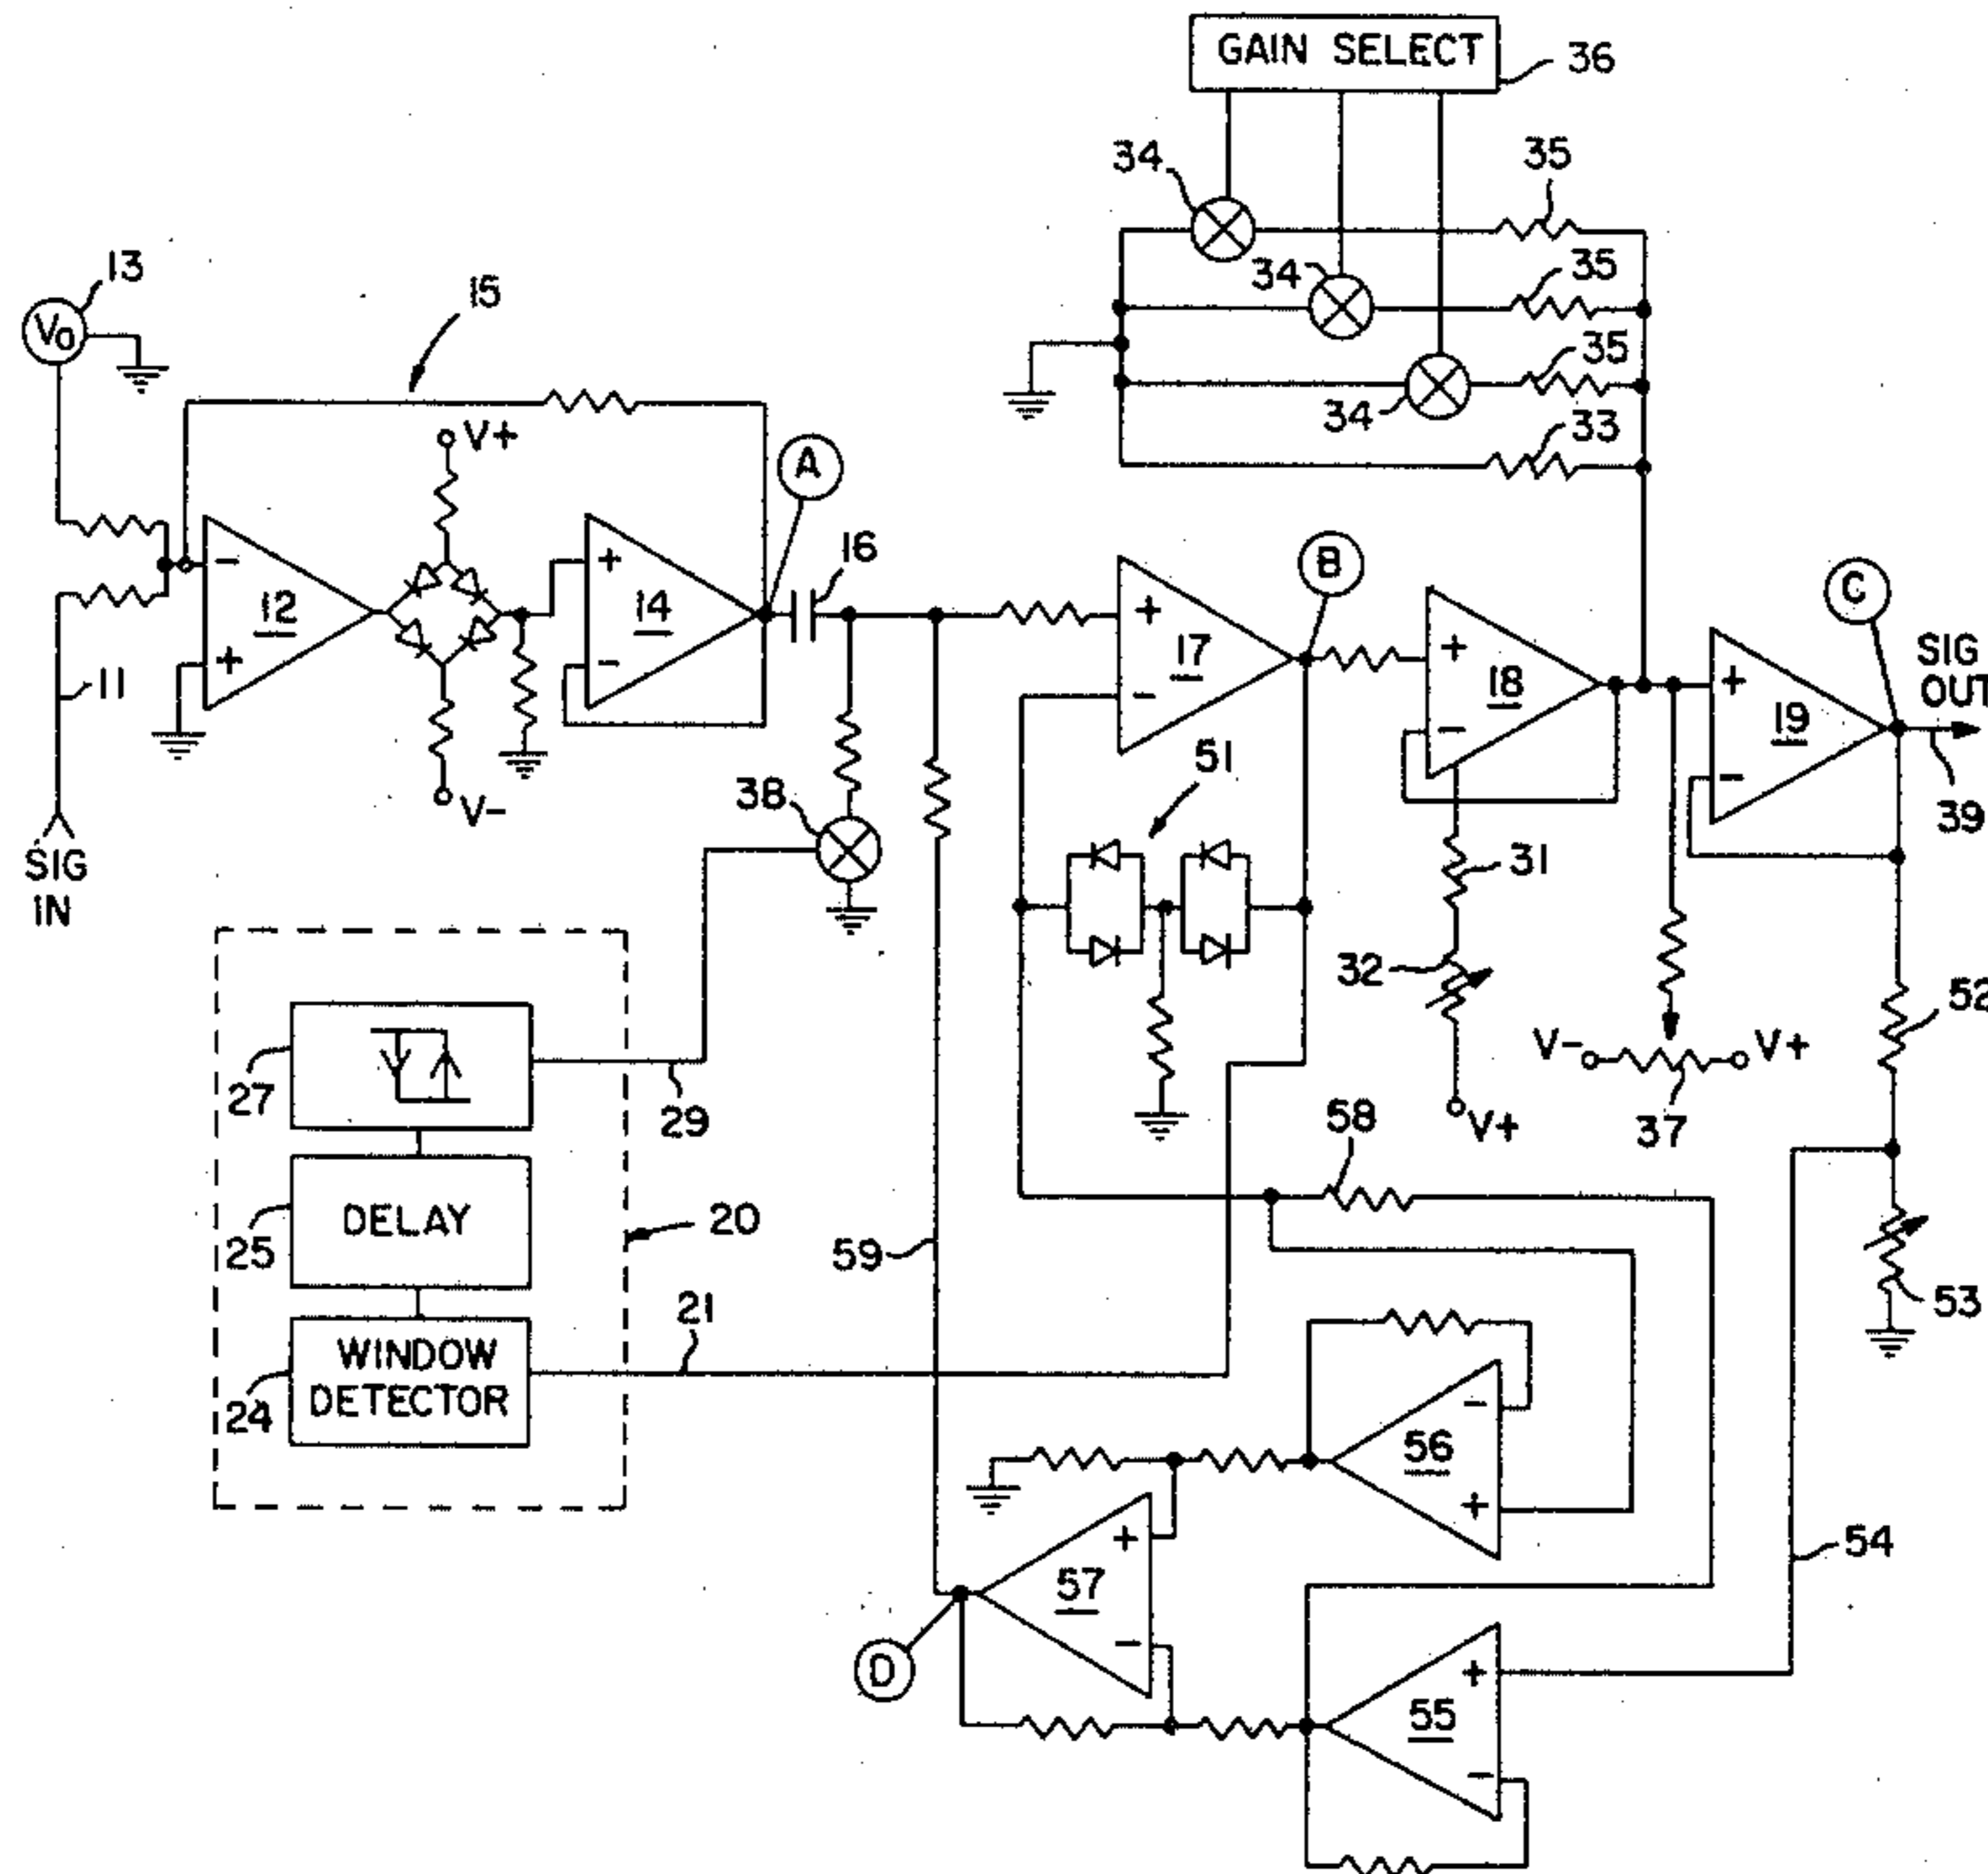 GAIN SELECT
36
34
35
13
V0
15
34
35
35
34
33
V+
A
16
B
C
-
12
+
+
14
-
+
17
-
+
18
-
+
19
-
SIG
OUT
39
11
V-
SIG
IN
38
51
31
32
V+
V-
V+
37
52
53
27
29
DELAY
25
20
58
59
21
WINDOW
DETECTOR
24
-
56
+
54
+
57
-
D
+
55
-